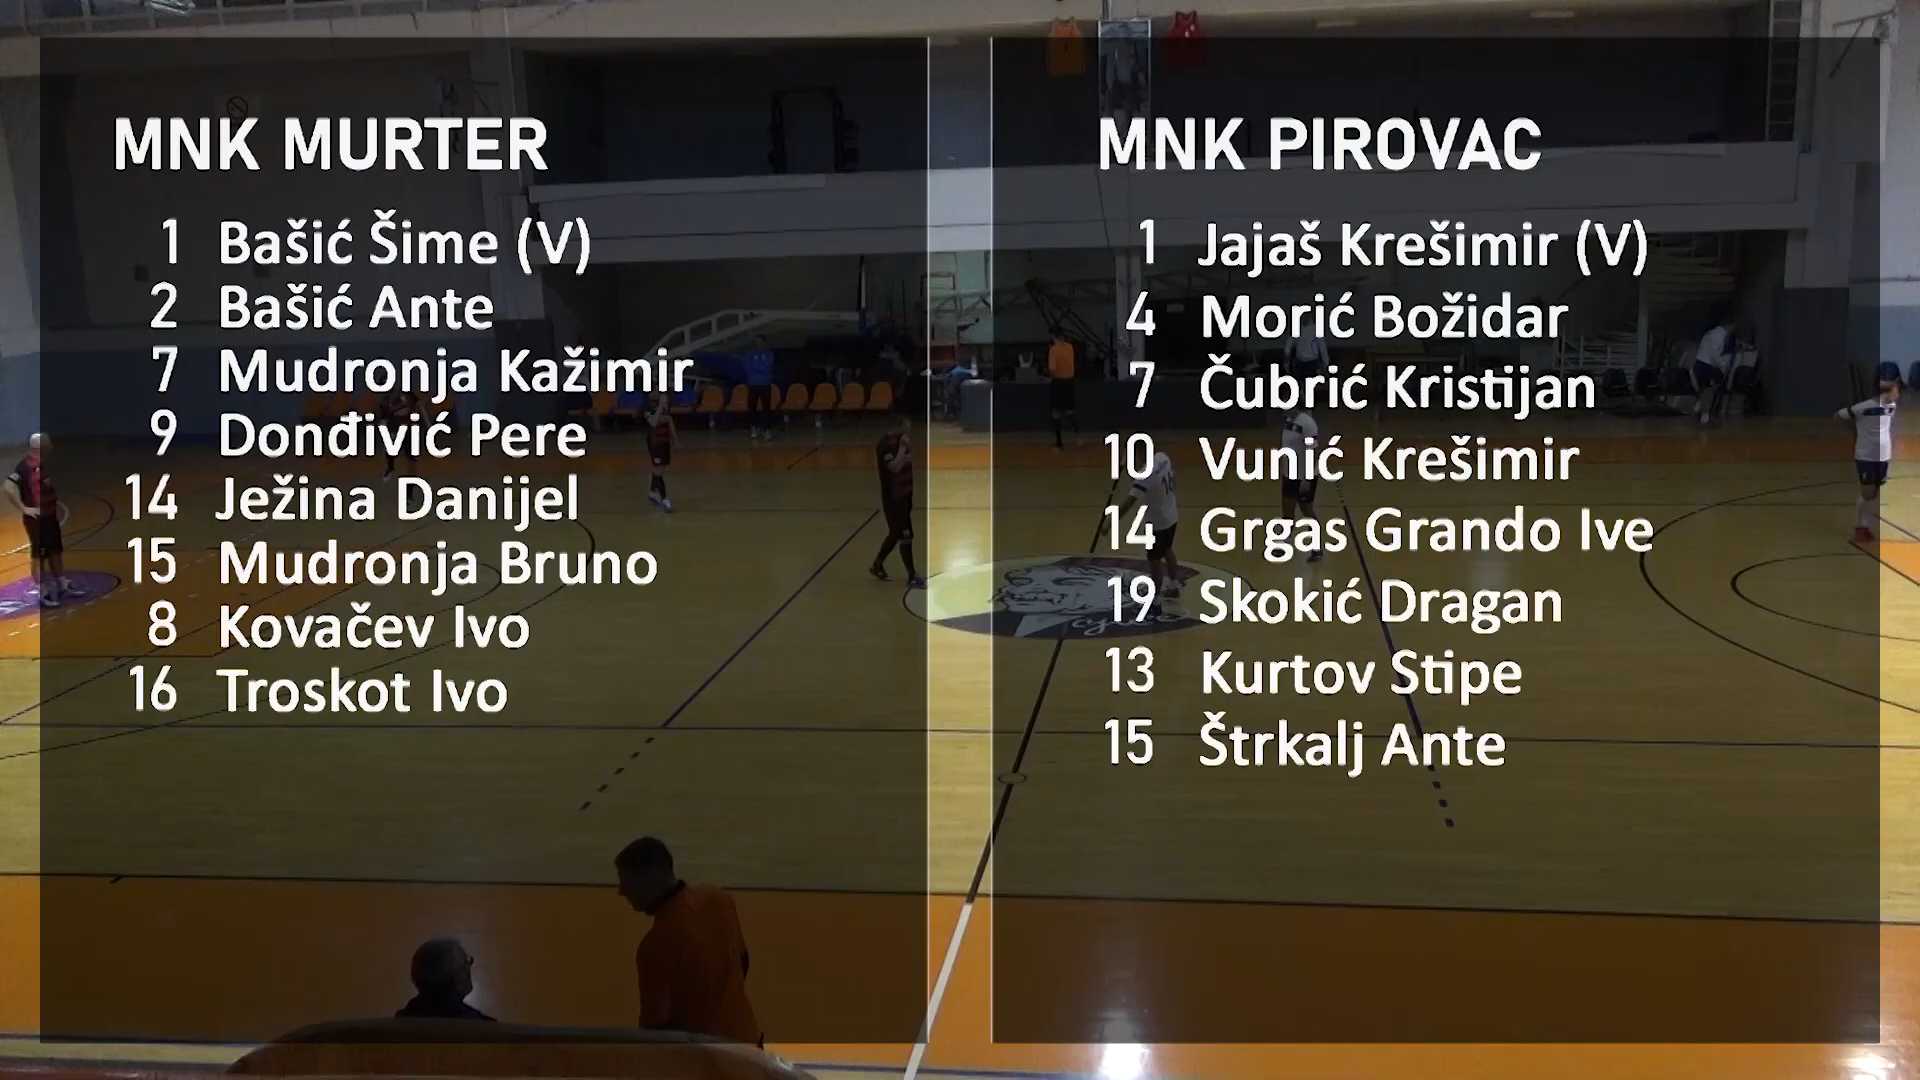 MNK MURTER
1 Bašić Šime (V)
2 Bašić Ante
7 Mudronja Kažimir
9 Donđivić Pere
14 Ježina Danijel
15 Mudronja Bruno
8 Kovačev Ivo
16 Troskot Ivo
MNK PIROVAC
1 Jajaš Krešimir (V)
4 Morić Božidar
7 Čubrić Kristijan
10 Vunić Krešimir
14 Grgas Grando Ive
19 Skokić Dragan
13 Kurtov Stipe
15 Štrkalj Ante